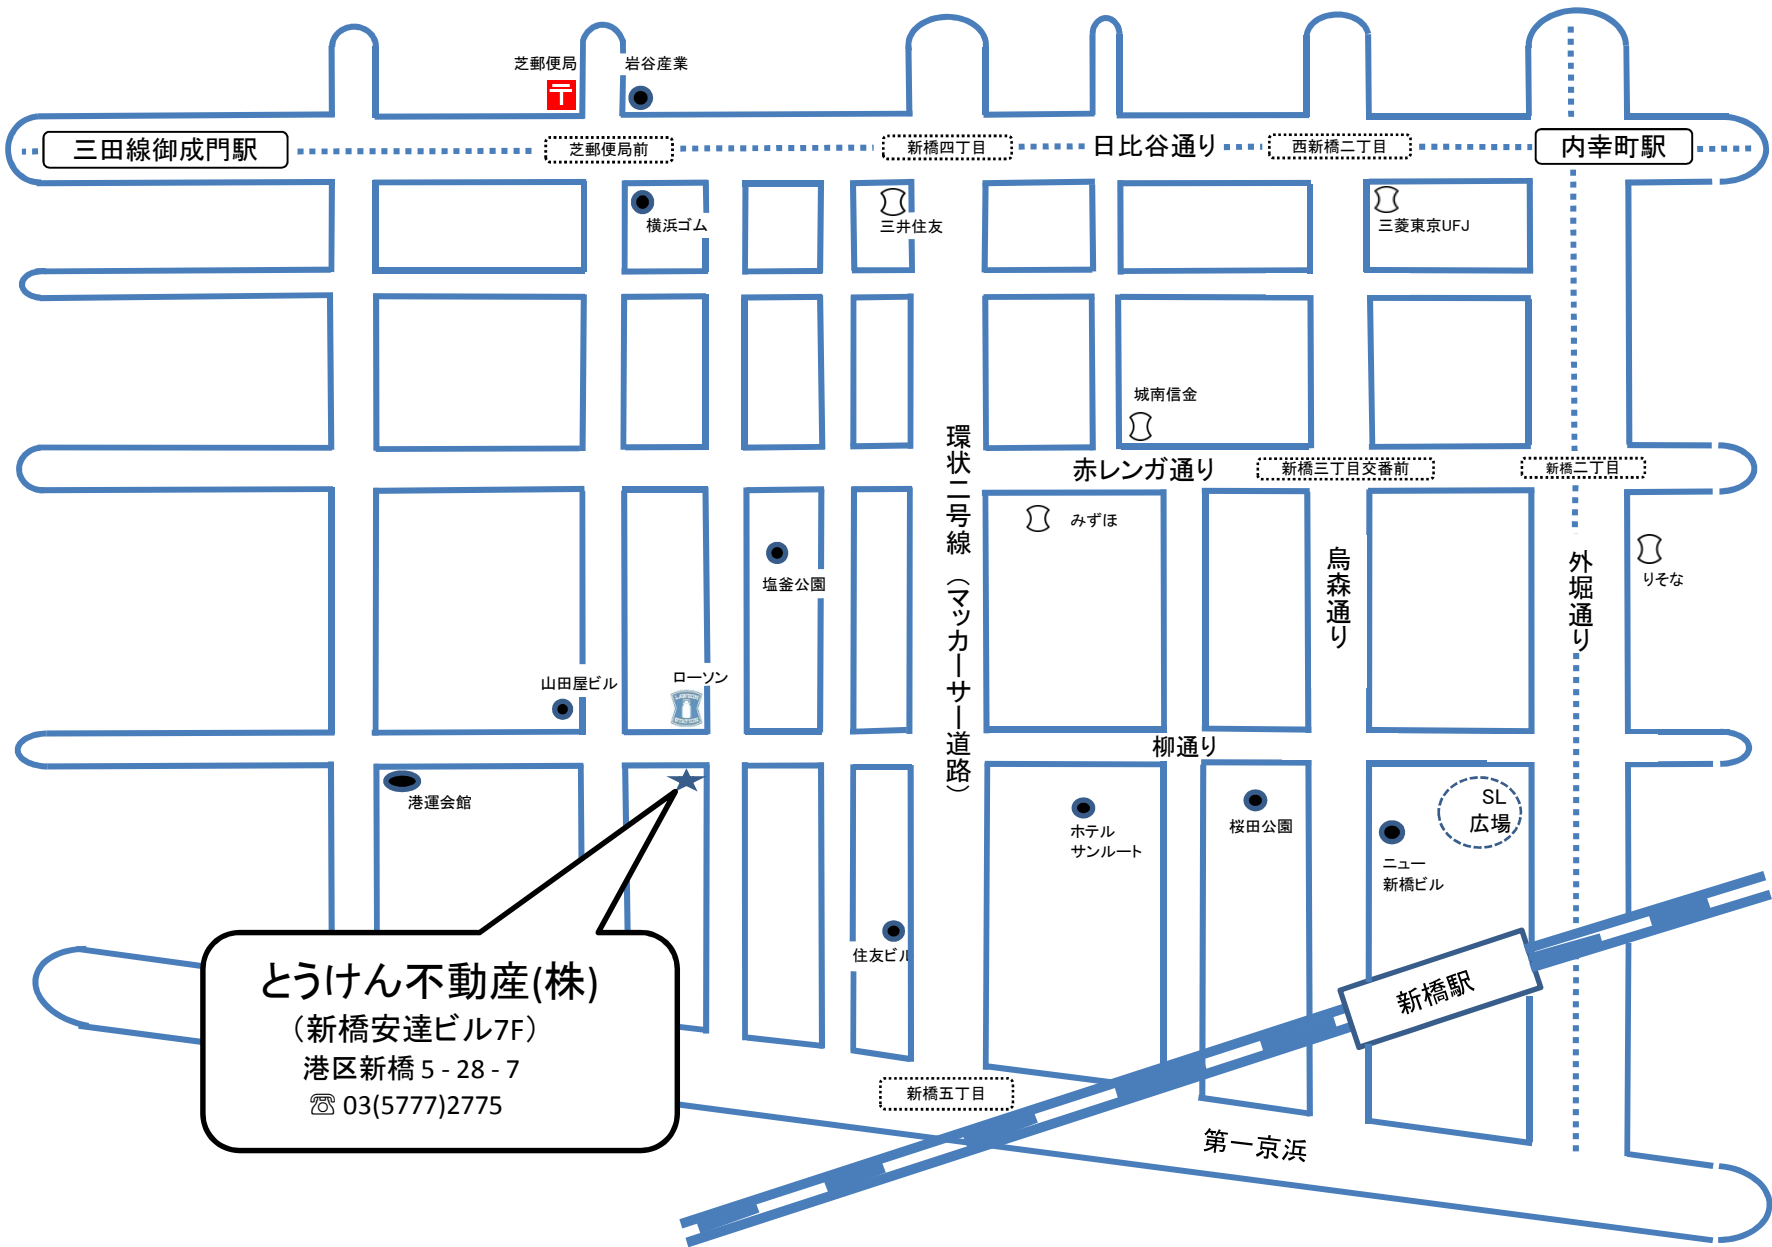 芝郵便局
岩谷産業
三田線御成門駅
芝郵便局前
新橋四丁目
日比谷通り
西新橋二丁目
内幸町駅
横浜ゴム
三井住友
三菱東京UFJ
城南信金
赤レンガ通り
新橋三丁目交番前
新橋二丁目
環状二号線（マッカーサー道路）
みずほ
塩釜公園
烏森通り
外堀通り
りそな
山田屋ビル
ローソン
LAWSON
STATION
柳通り
港運会館
ホテル
サンルート
桜田公園
SL
広場
ニュー
新橋ビル
住友ビル
新橋駅
とうけん不動産(株)
（新橋安達ビル7F）
港区新橋 5 - 28 - 7
☏ 03(5777)2775
新橋五丁目
第一京浜